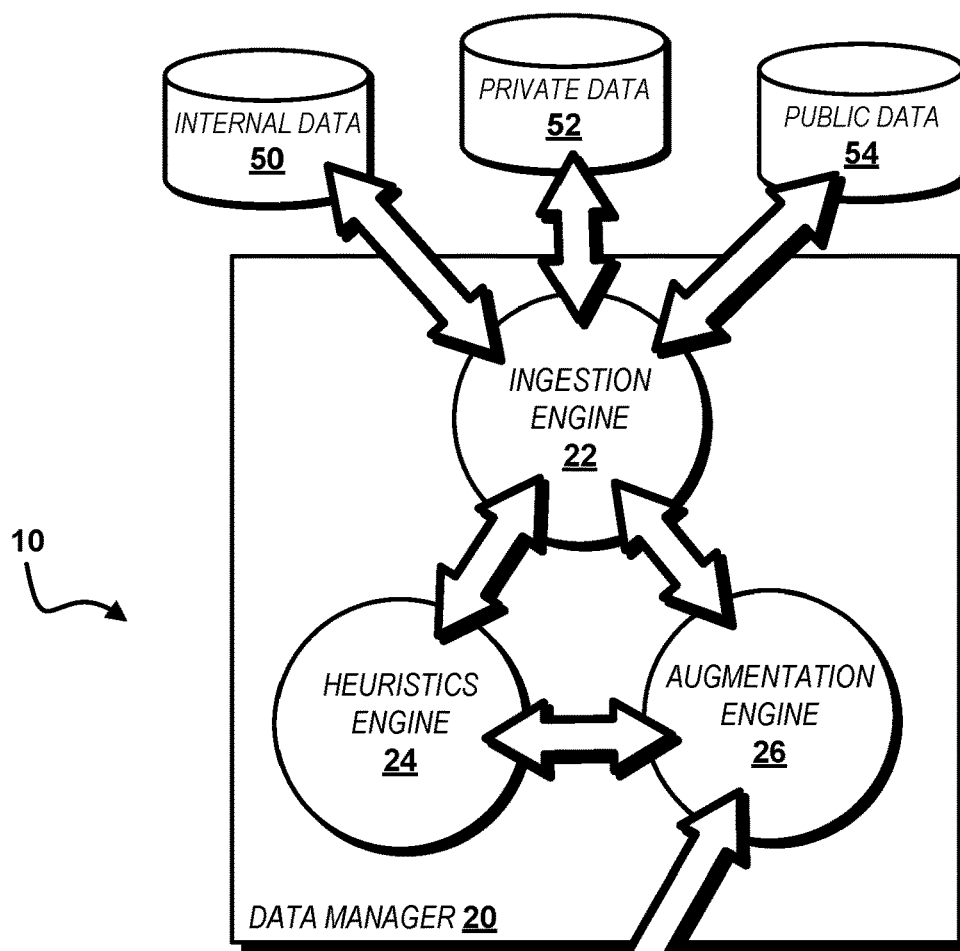 INTERNAL DATA
50
PRIVATE DATA
52
PUBLIC DATA
54
INGESTION
ENGINE
22
10
HEURISTICS
ENGINE
24
AUGMENTATION
ENGINE
26
DATA MANAGER 20